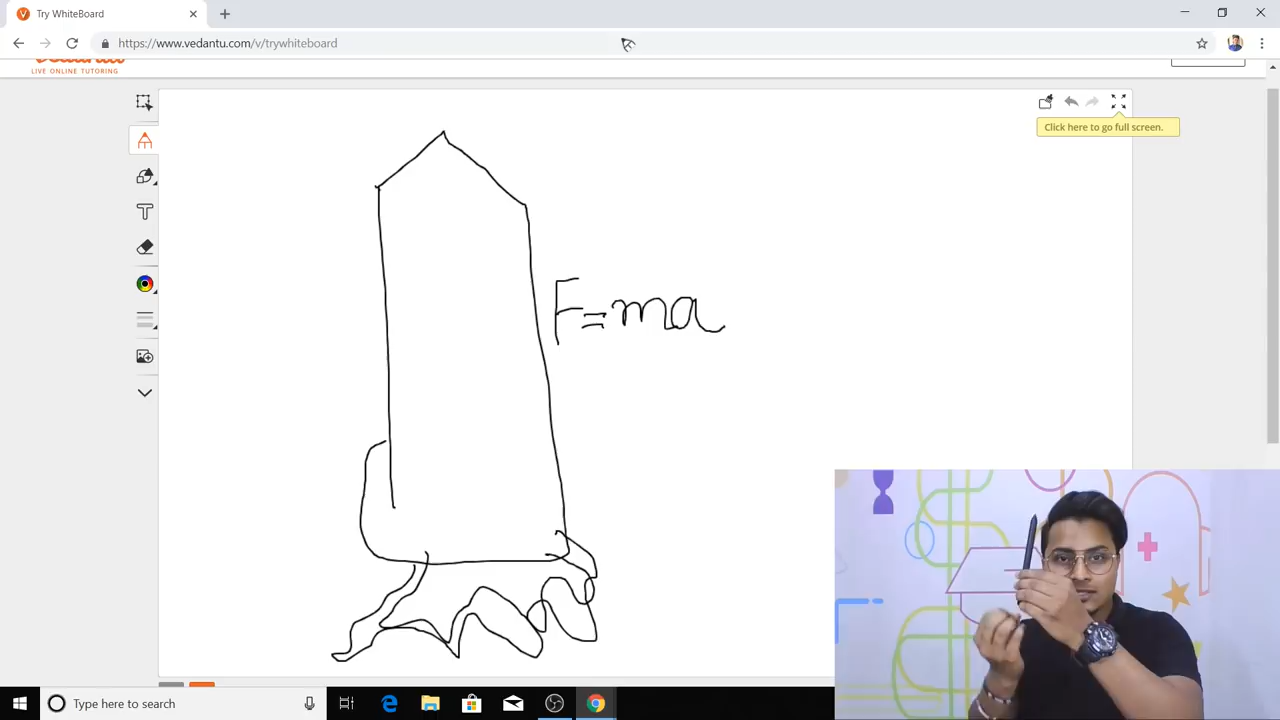 Try WhiteBoard
https://www.vedantu.com/v/trywhiteboard
LIVE ONLINE TUTORING
Click here to go full screen.
F=ma
Type here to search